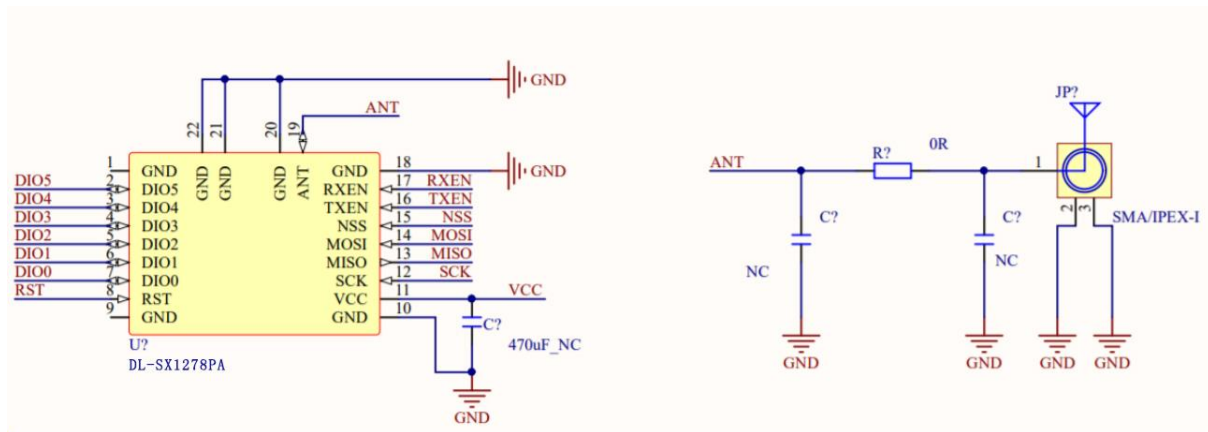 GND
ANT
22
21
20
19
GND
GND
GND
ANT
1
GND
GND
18
GND
DIO5
2
DIO5
RXEN
17
RXEN
DIO4
3
DIO4
TXEN
16
TXEN
DIO3
4
DIO3
NSS
15
NSS
DIO2
5
DIO2
MOSI
14
MOSI
DIO1
6
DIO1
MISO
13
MISO
DIO0
7
DIO0
SCK
12
SCK
RST
8
RST
VCC
11
VCC
9
GND
GND
10
C?
470uF_NC
U?
DL-SX1278PA
GND
JP?
ANT
R?
0R
1
2
3
SMA/IPEX-I
C?
NC
C?
NC
GND
GND
GND
GND